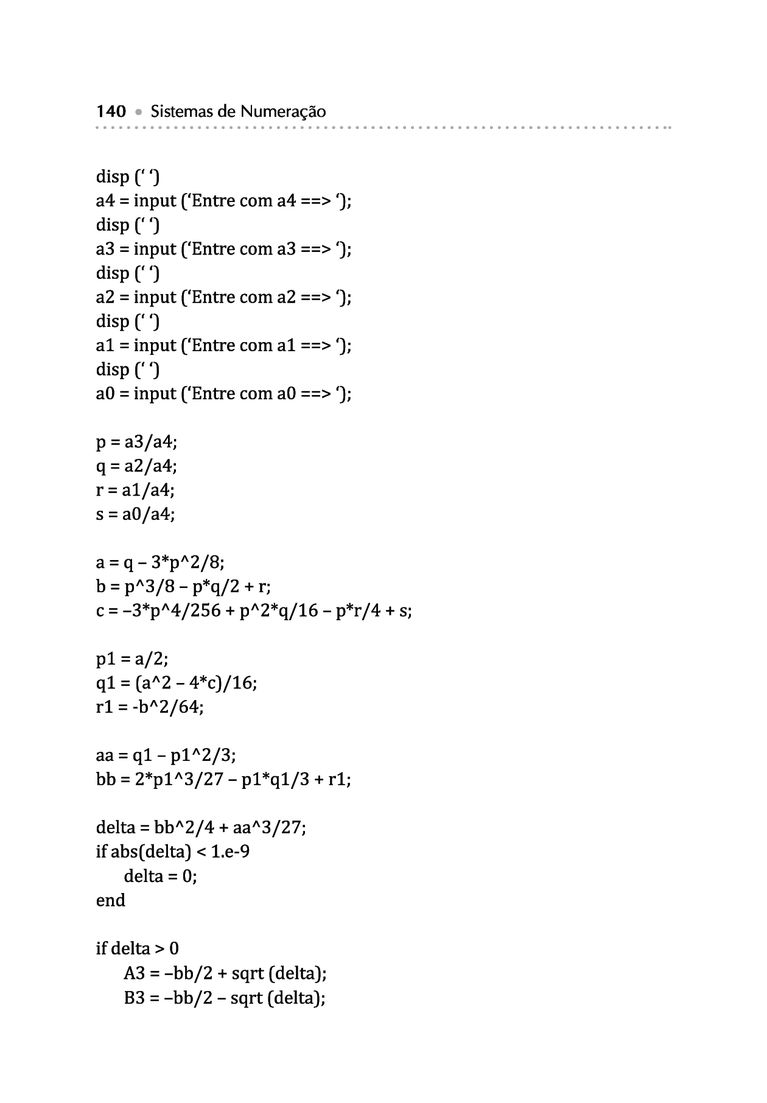 140 • Sistemas de Numeração
disp (‘ ‘)
a4 = input (‘Entre com a4 ==> ‘);
disp (‘ ‘)
a3 = input (‘Entre com a3 ==> ‘);
disp (‘ ‘)
a2 = input (‘Entre com a2 ==> ‘);
disp (‘ ‘)
a1 = input (‘Entre com a1 ==> ‘);
disp (‘ ‘)
a0 = input (‘Entre com a0 ==> ‘);
p = a3/a4;
q = a2/a4;
r = a1/a4;
s = a0/a4;
a = q – 3*p^2/8;
b = p^3/8 – p*q/2 + r;
c = –3*p^4/256 + p^2*q/16 – p*r/4 + s;
p1 = a/2;
q1 = (a^2 – 4*c)/16;
r1 = -b^2/64;
aa = q1 – p1^2/3;
bb = 2*p1^3/27 – p1*q1/3 + r1;
delta = bb^2/4 + aa^3/27;
if abs(delta) < 1.e-9
delta = 0;
end
if delta > 0
A3 = –bb/2 + sqrt (delta);
B3 = –bb/2 – sqrt (delta);